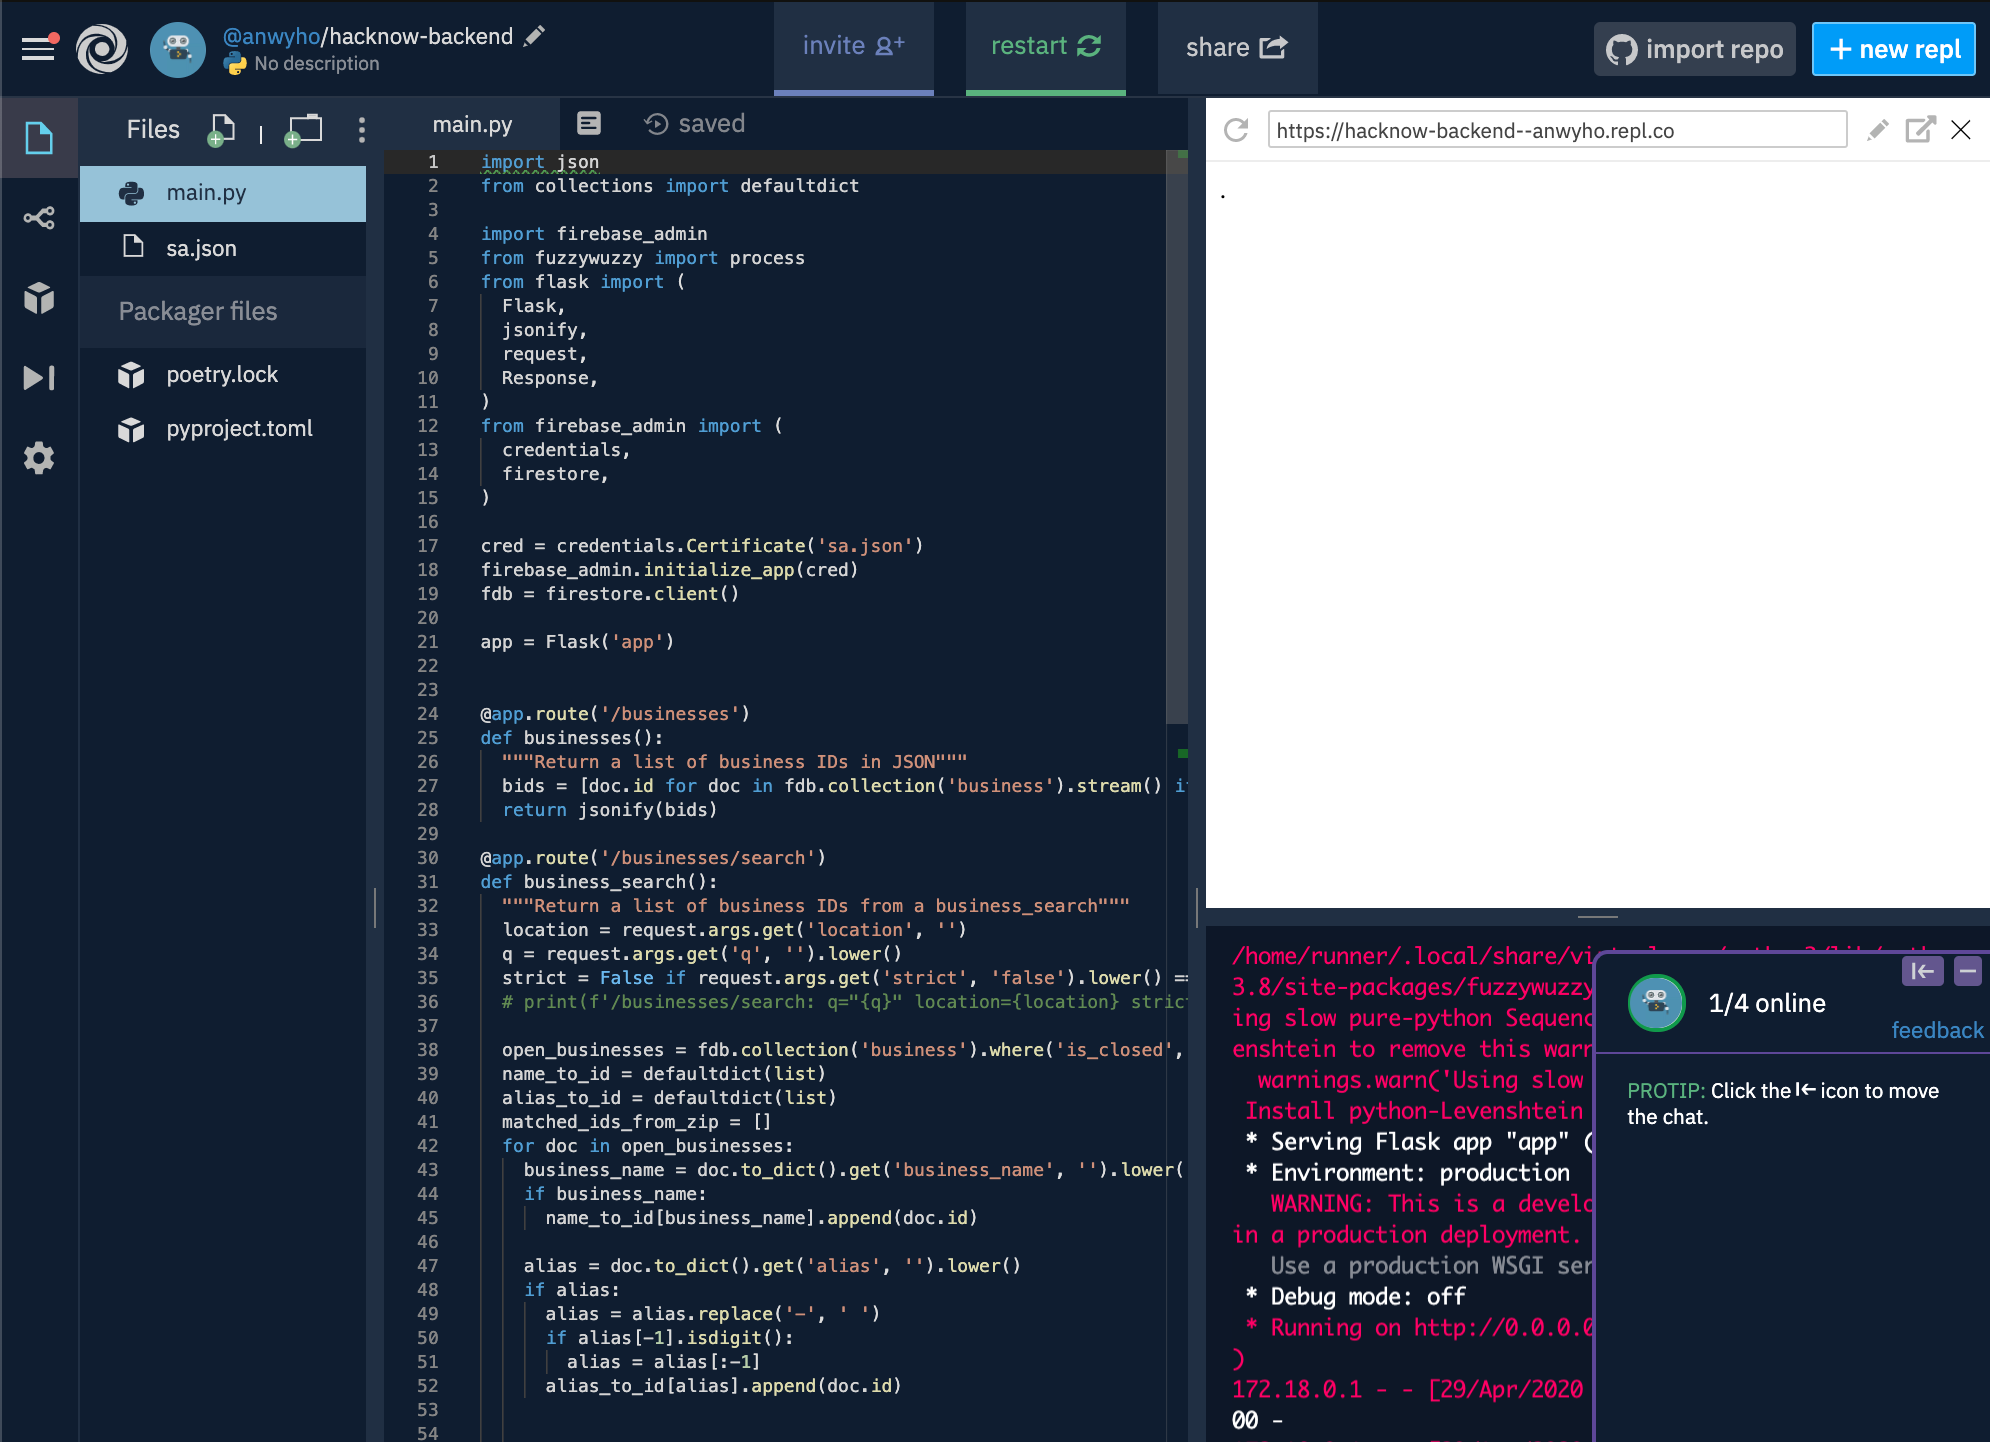 @anwyho/hacknow-backend
No description
invite
restart
share
import repo
+ new repl
Files
main.py
sa.json
Packager files
poetry.lock
pyproject.toml
main.py
saved
1 import json
2 from collections import defaultdict
3
4 import firebase_admin
5 from fuzzywuzzy import process
6 from flask import (
7 Flask,
8 jsonify,
9 request,
10 Response,
11 )
12 from firebase_admin import (
13 credentials,
14 firestore,
15 )
16
17 cred = credentials.Certificate('sa.json')
18 firebase_admin.initialize_app(cred)
19 fdb = firestore.client()
20
21 app = Flask('app')
22
23
24 @app.route('/businesses')
25 def businesses():
26 """Return a list of business IDs in JSON"""
27 bids = [doc.id for doc in fdb.collection('business').stream() i
28 return jsonify(bids)
29
30 @app.route('/businesses/search')
31 def business_search():
32 """Return a list of business IDs from a business_search"""
33 location = request.args.get('location', '')
34 q = request.args.get('q', '').lower()
35 strict = False if request.args.get('strict', 'false').lower() ==
36 # print(f'/businesses/search: q="{q}" location={location} stric
37
38 open_businesses = fdb.collection('business').where('is_closed',
39 name_to_id = defaultdict(list)
40 alias_to_id = defaultdict(list)
41 matched_ids_from_zip = []
42 for doc in open_businesses:
43 business_name = doc.to_dict().get('business_name', '').lower(
44 if business_name:
45 name_to_id[business_name].append(doc.id)
46
47 alias = doc.to_dict().get('alias', '').lower()
48 if alias:
49 alias = alias.replace('-', ' ')
50 if alias[-1].isdigit():
51 alias = alias[:-1]
52 alias_to_id[alias].append(doc.id)
53
54
https://hacknow-backend--anwyho.repl.co
.
/home/runner/.local/share/vi
3.8/site-packages/fuzzywuzzy
ing slow pure-python Sequenc
enshtein to remove this warn
warnings.warn('Using slow
Install python-Levenshtein
* Serving Flask app "app" (
* Environment: production
WARNING: This is a develo
in a production deployment.
Use a production WSGI ser
* Debug mode: off
* Running on http://0.0.0.0
)
172.18.0.1 - - [29/Apr/2020
00 -
1/4 online
feedback
PROTIP: Click the icon to move
the chat.